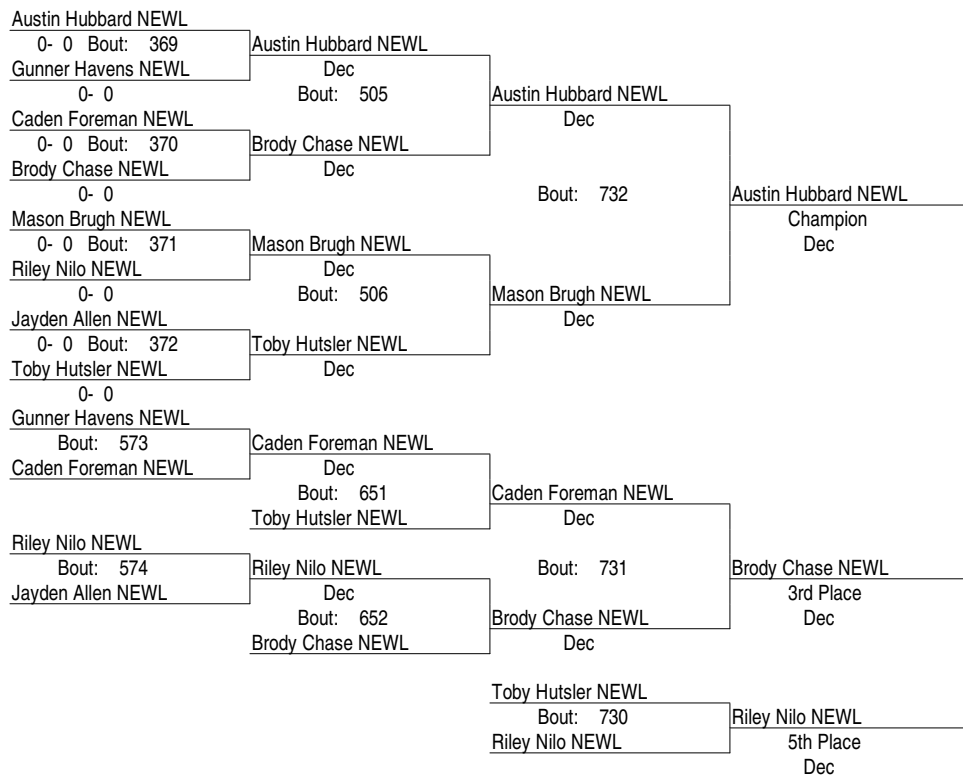 Austin Hubbard NEWL
0- 0 Bout: 369
Austin Hubbard NEWL
Gunner Havens NEWL
Dec
0- 0
Bout: 505
Austin Hubbard NEWL
Caden Foreman NEWL
Dec
0- 0 Bout: 370
Brody Chase NEWL
Brody Chase NEWL
Dec
0- 0
Bout: 732
Austin Hubbard NEWL
Mason Brugh NEWL
Champion
0- 0 Bout: 371
Mason Brugh NEWL
Dec
Riley Nilo NEWL
Dec
0- 0
Bout: 506
Mason Brugh NEWL
Jayden Allen NEWL
Dec
0- 0 Bout: 372
Toby Hutsler NEWL
Toby Hutsler NEWL
Dec
0- 0
Gunner Havens NEWL
Bout: 573
Caden Foreman NEWL
Caden Foreman NEWL
Dec
Bout: 651
Caden Foreman NEWL
Toby Hutsler NEWL
Dec
Riley Nilo NEWL
Bout: 574
Riley Nilo NEWL
Bout: 731
Brody Chase NEWL
Jayden Allen NEWL
Dec
3rd Place
Bout: 652
Brody Chase NEWL
Dec
Brody Chase NEWL
Dec
Toby Hutsler NEWL
Bout: 730
Riley Nilo NEWL
Riley Nilo NEWL
5th Place
Dec